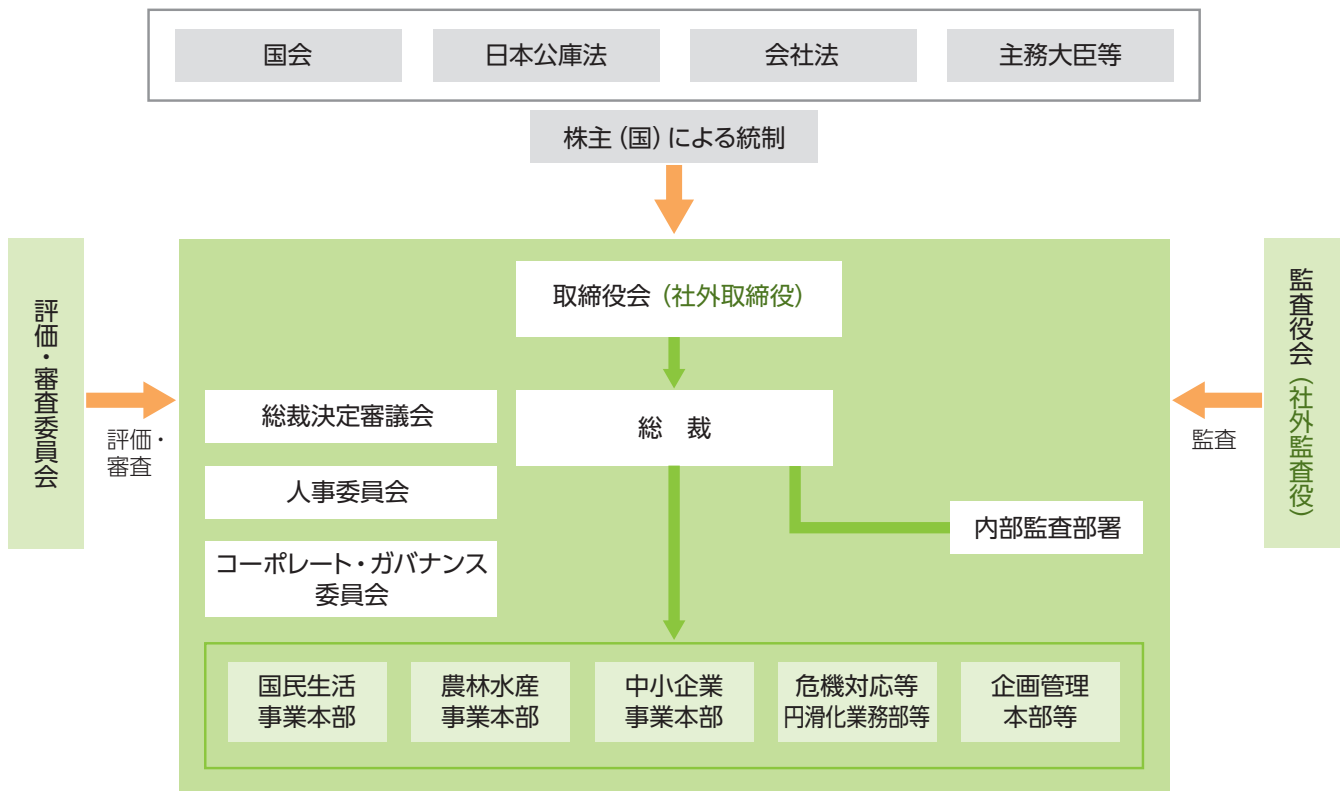 国会
日本公庫法
会社法
主務大臣等
株主（国）による統制
評価・審査委員会
評価・
審査
取締役会（社外取締役）
総裁決定審議会
総　裁
人事委員会
コーポレート・ガバナンス
委員会
内部監査部署
監査
監査役会（社外監査役）
国民生活
事業本部
農林水産
事業本部
中小企業
事業本部
危機対応等
円滑化業務部等
企画管理
本部等